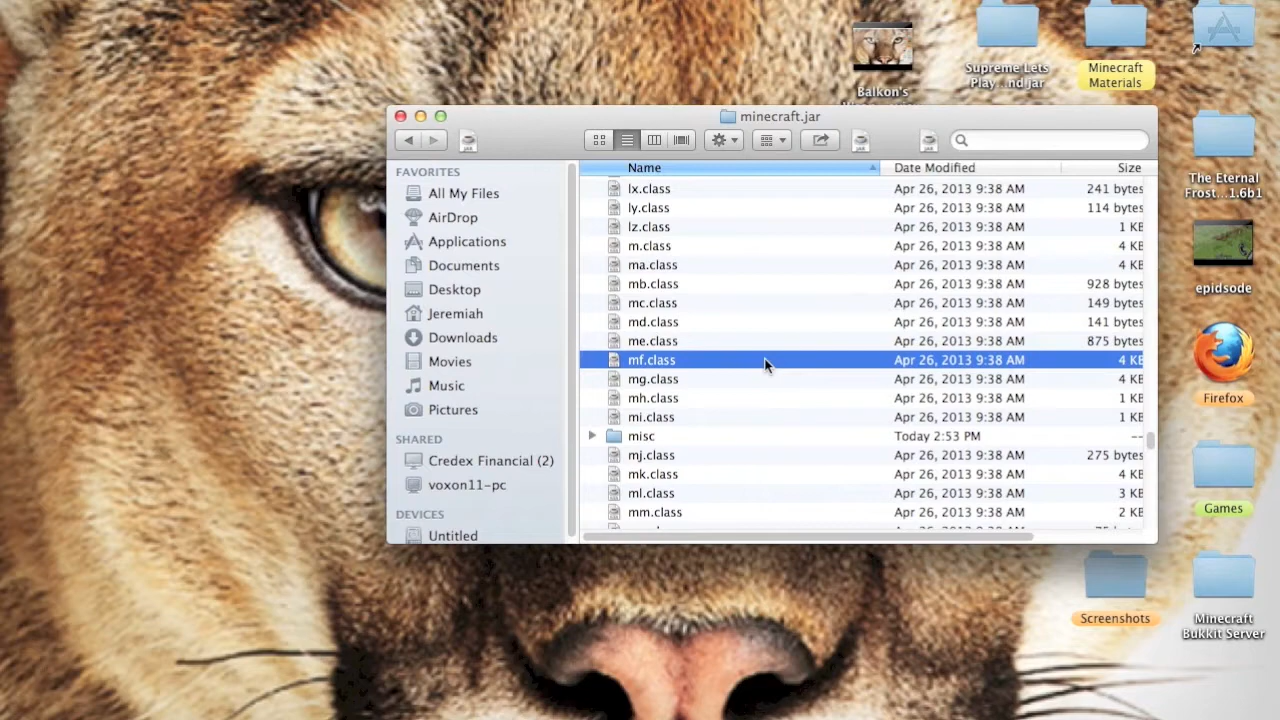 Supreme Lets
Play...nd jar
Minecraft
Materials
Balkon's
minecraft.jar
FAVORITES
All My Files
AirDrop
Applications
Documents
Desktop
Jeremiah
Downloads
Movies
Music
Pictures
SHARED
Credex Financial (2)
voxon11-pc
DEVICES
Untitled
Name Date Modified Size
lx.class Apr 26, 2013 9:38 AM 241 bytes
ly.class Apr 26, 2013 9:38 AM 114 bytes
lz.class Apr 26, 2013 9:38 AM 1 KB
m.class Apr 26, 2013 9:38 AM 4 KB
ma.class Apr 26, 2013 9:38 AM 4 KB
mb.class Apr 26, 2013 9:38 AM 928 bytes
mc.class Apr 26, 2013 9:38 AM 149 bytes
md.class Apr 26, 2013 9:38 AM 141 bytes
me.class Apr 26, 2013 9:38 AM 875 bytes
mf.class Apr 26, 2013 9:38 AM 4 KB
mg.class Apr 26, 2013 9:38 AM 4 KB
mh.class Apr 26, 2013 9:38 AM 1 KB
mi.class Apr 26, 2013 9:38 AM 1 KB
misc Today 2:53 PM --
mj.class Apr 26, 2013 9:38 AM 275 bytes
mk.class Apr 26, 2013 9:38 AM 4 KB
ml.class Apr 26, 2013 9:38 AM 3 KB
mm.class Apr 26, 2013 9:38 AM 2 KB
The Eternal
Frost...1.6b1
epidsode
Firefox
Games
Screenshots
Minecraft
Bukkit Server